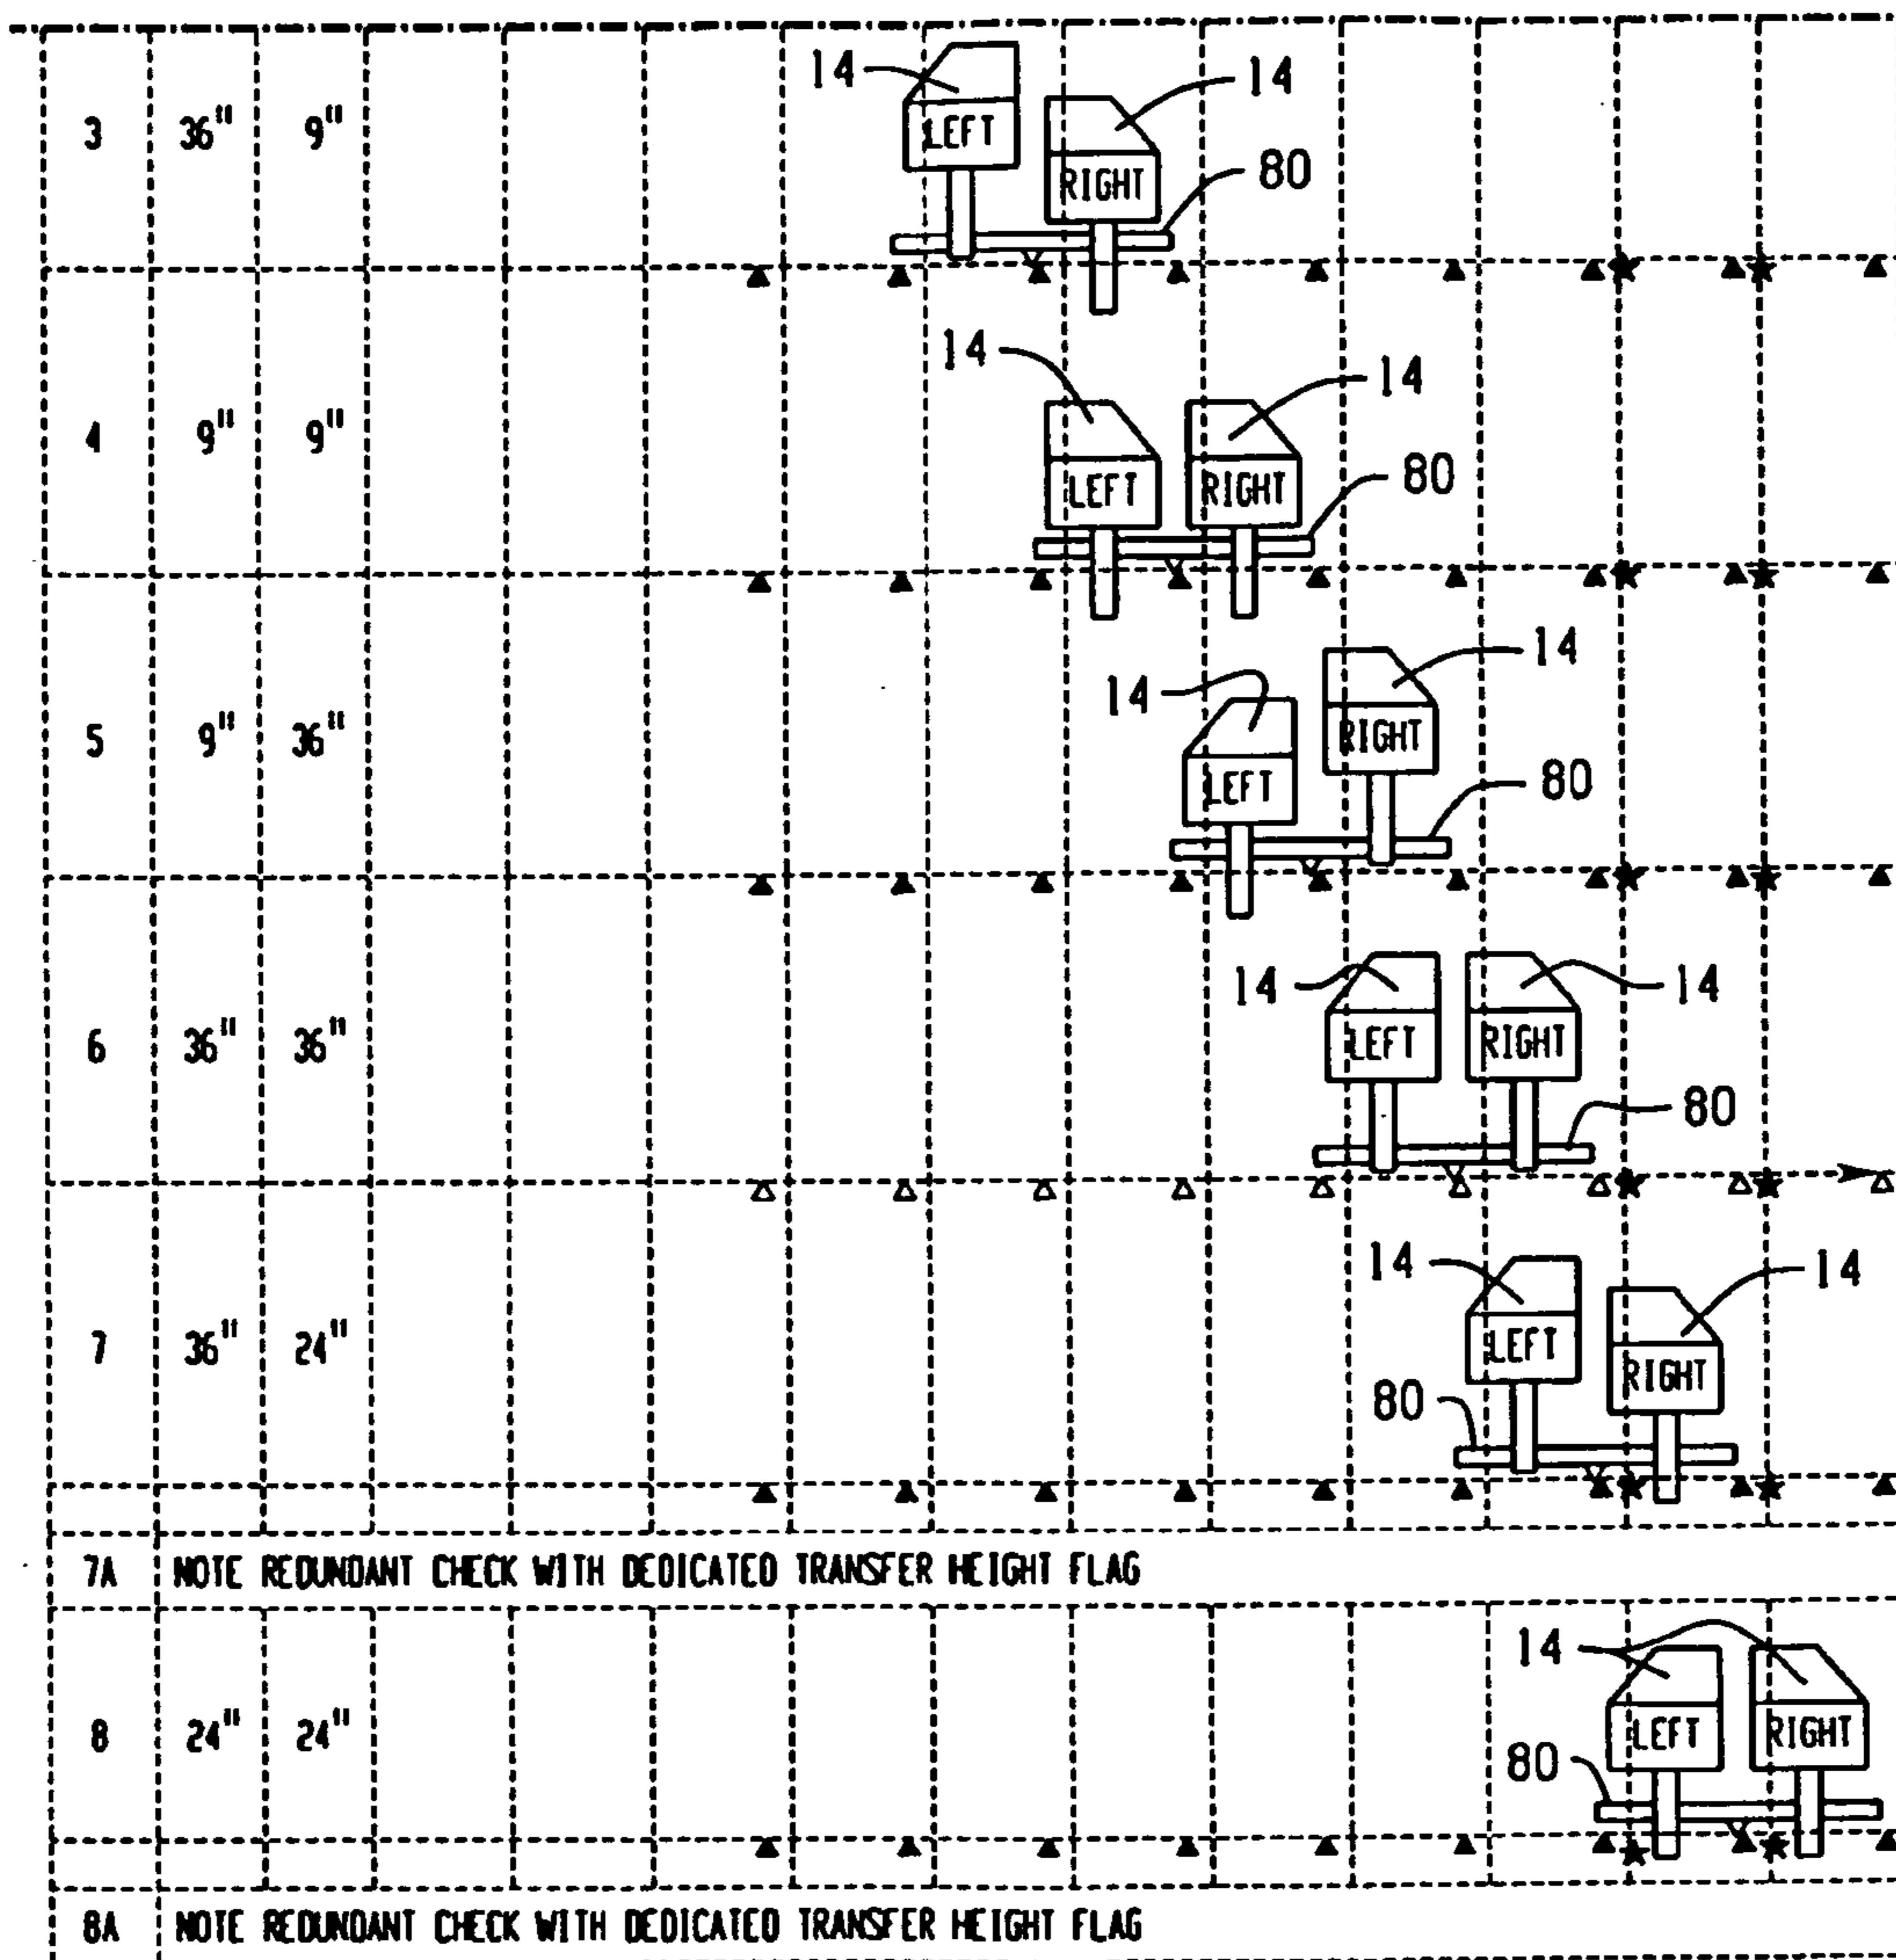 14
14
3 36" 9"
LEFT
RIGHT
80
14
14
4 9" 9"
LEFT RIGHT
80
14
14
5 9" 36"
RIGHT
LEFT
80
14 14
6 36" 36"
LEFT RIGHT
80
14 14
7 36" 24"
LEFT
RIGHT
80
7A NOTE REDUNDANT CHECK WITH DEDICATED TRANSFER HEIGHT FLAG
14
8 24" 24"
LEFT RIGHT
80
8A NOTE REDUNDANT CHECK WITH DEDICATED TRANSFER HEIGHT FLAG